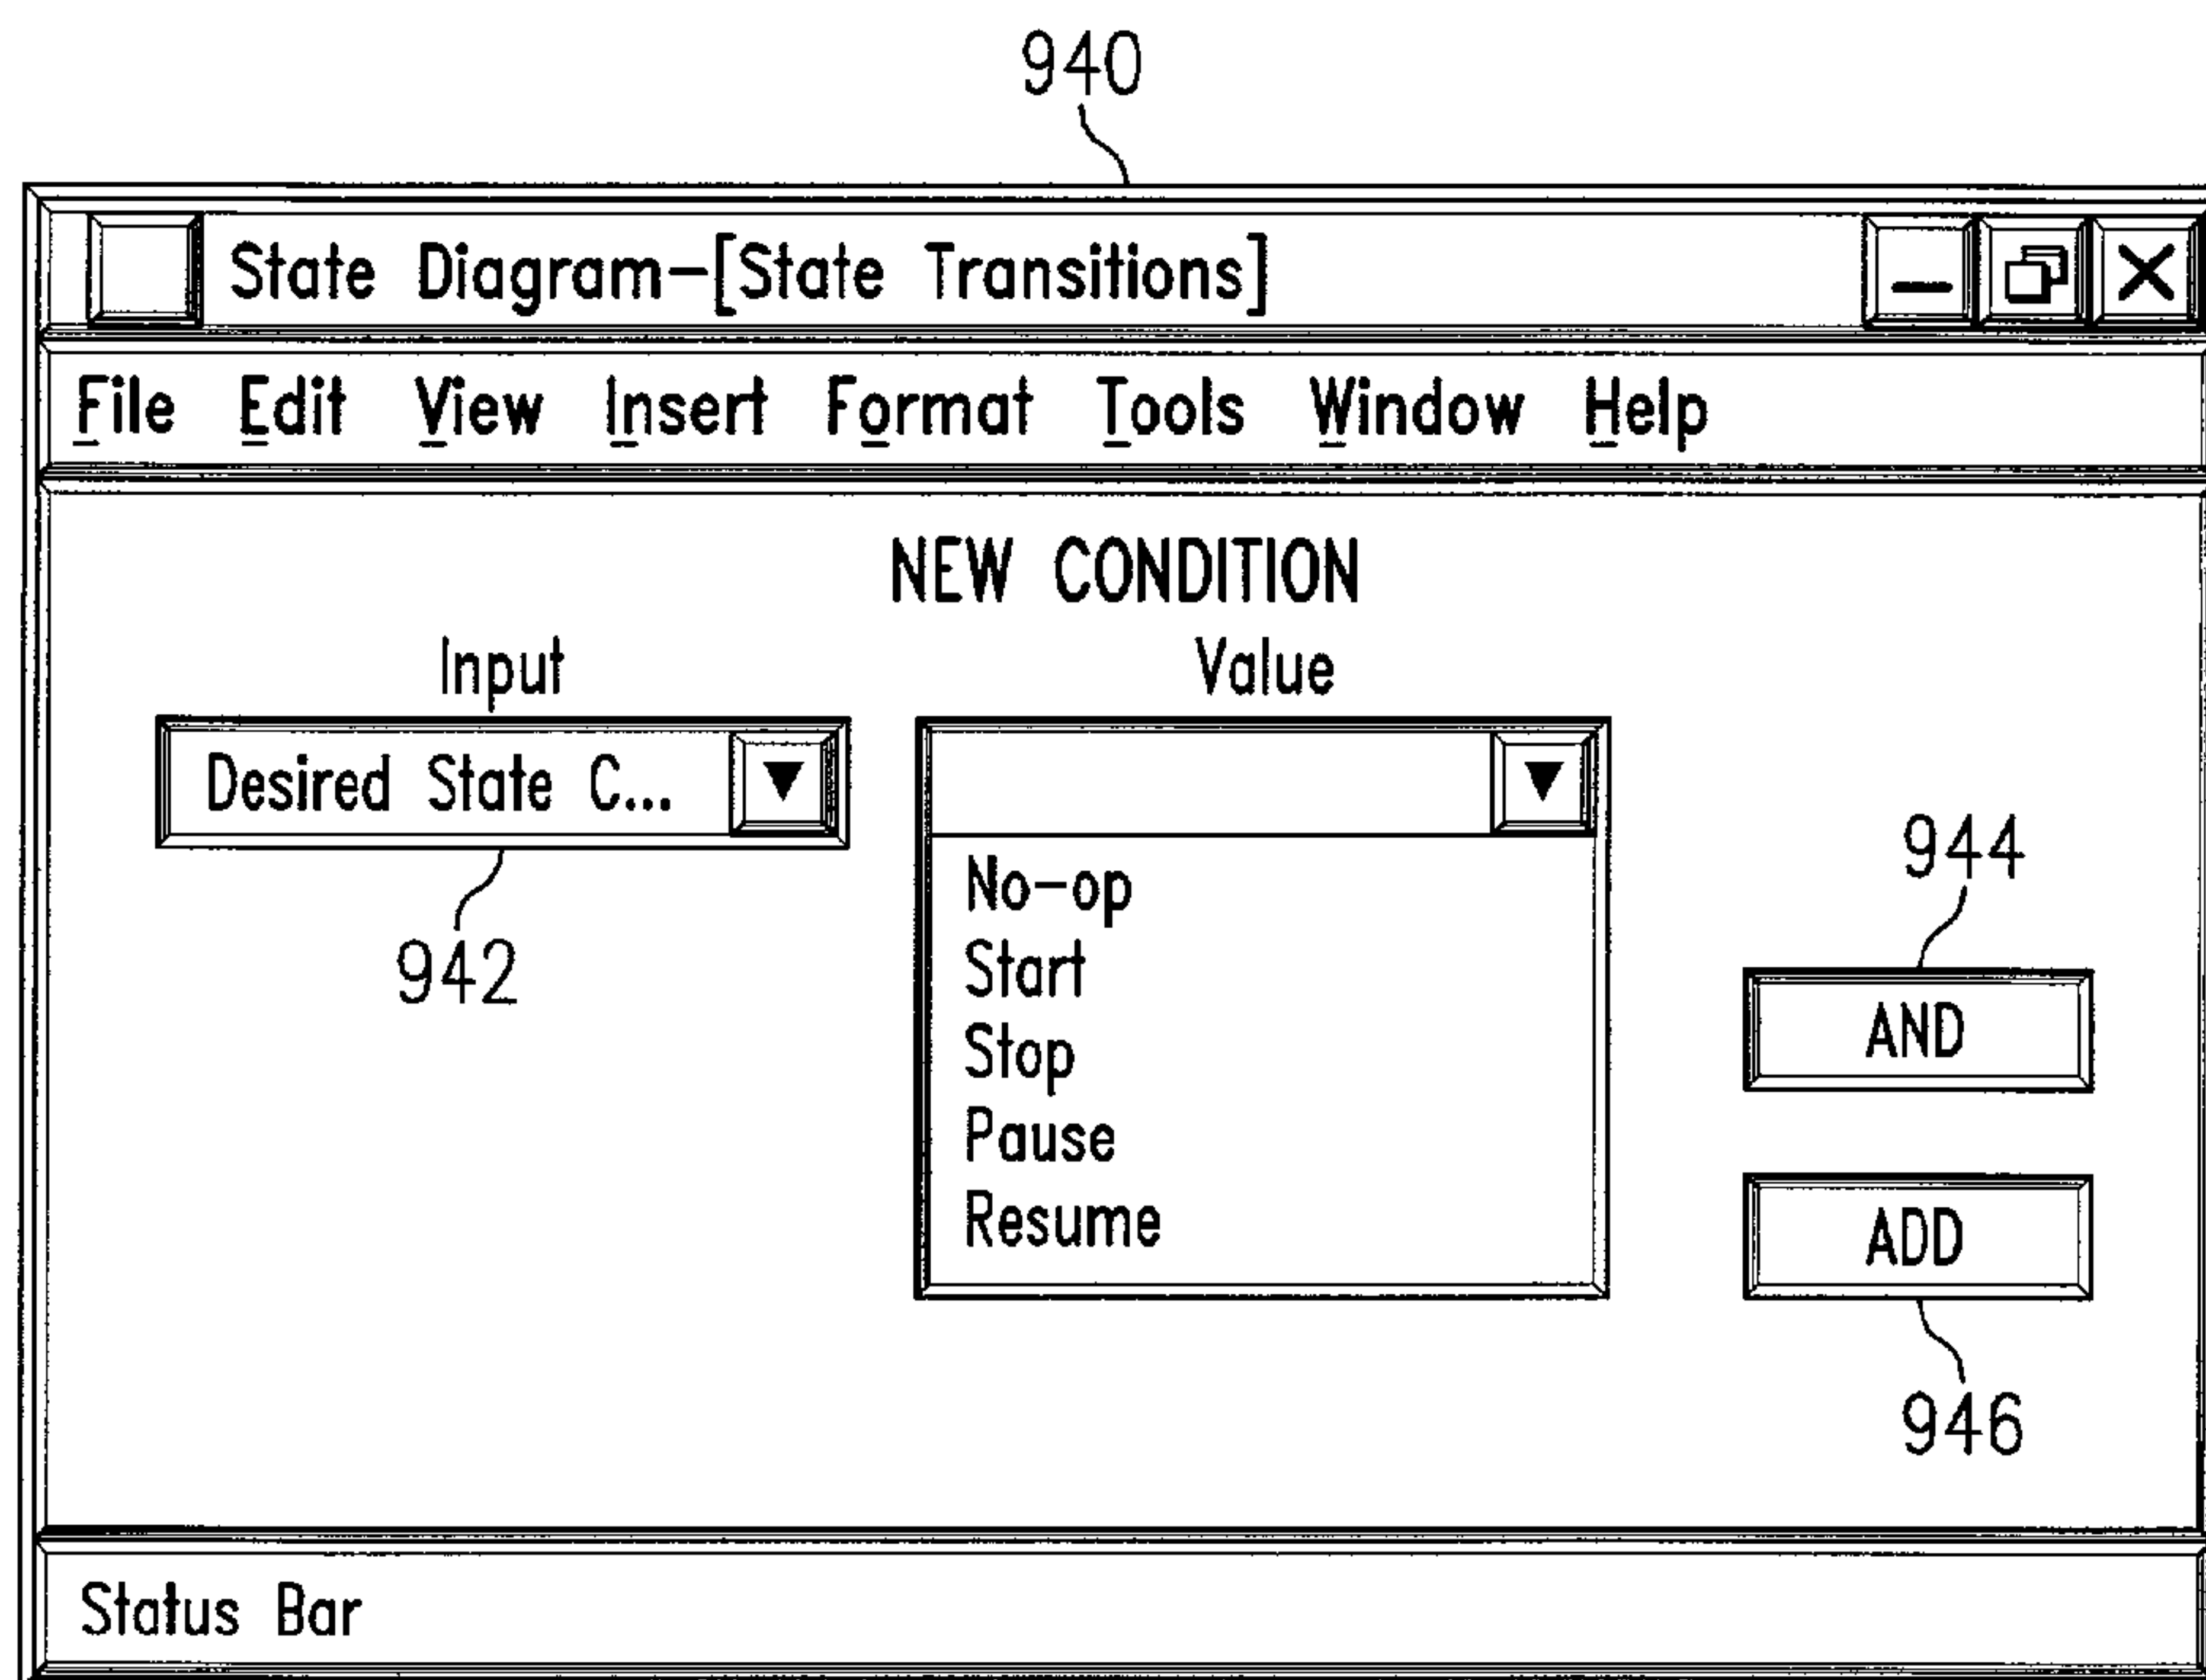 940
State Diagram-[State Transitions]
File Edit View Insert Format Tools Window Help
NEW CONDITION
Input Value
Desired State C...
942
No-op
Start
Stop
Pause
Resume
944
AND
ADD
946
Status Bar